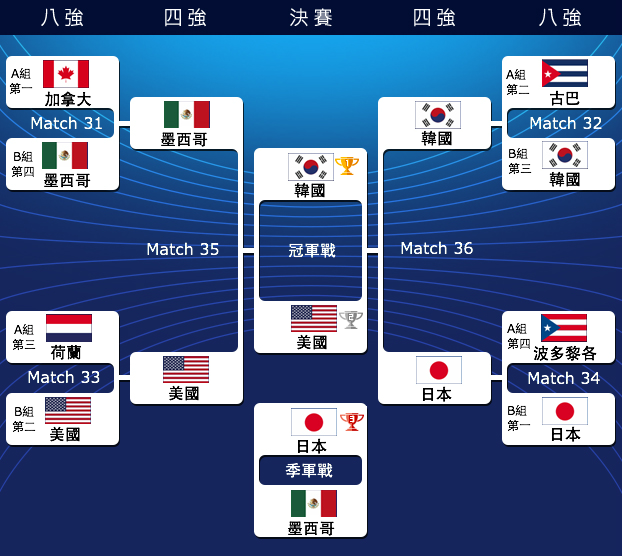 八強
四強
決賽
四強
八強
A組
第一
加拿大
Match 31
B組
第四
墨西哥
墨西哥
Match 35
A組
第三
荷蘭
Match 33
B組
第二
美國
美國
韓國
1
冠軍戰
2
美國
日本
3
季軍戰
墨西哥
韓國
Match 36
日本
A組
第二
古巴
Match 32
B組
第三
韓國
A組
第四
波多黎各
Match 34
B組
第一
日本